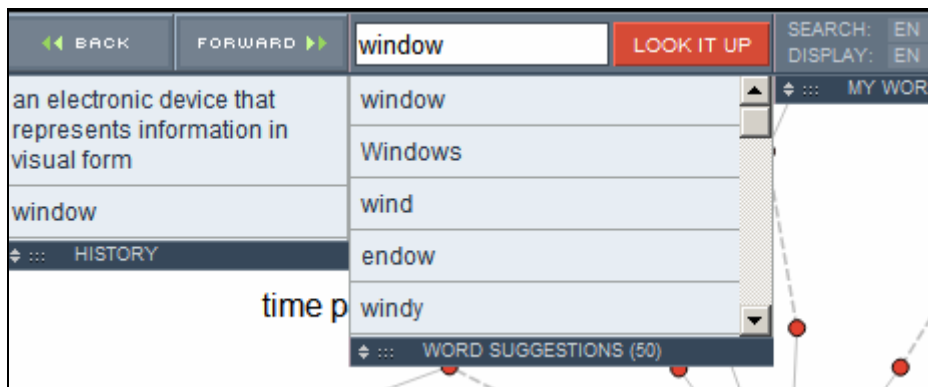 BACK
FORWARD
window
LOOK IT UP
SEARCH: EN
DISPLAY: EN
an electronic device that
represents information in
visual form
window
HISTORY
window
Windows
wind
endow
windy
WORD SUGGESTIONS (50)
MY WOR
time p